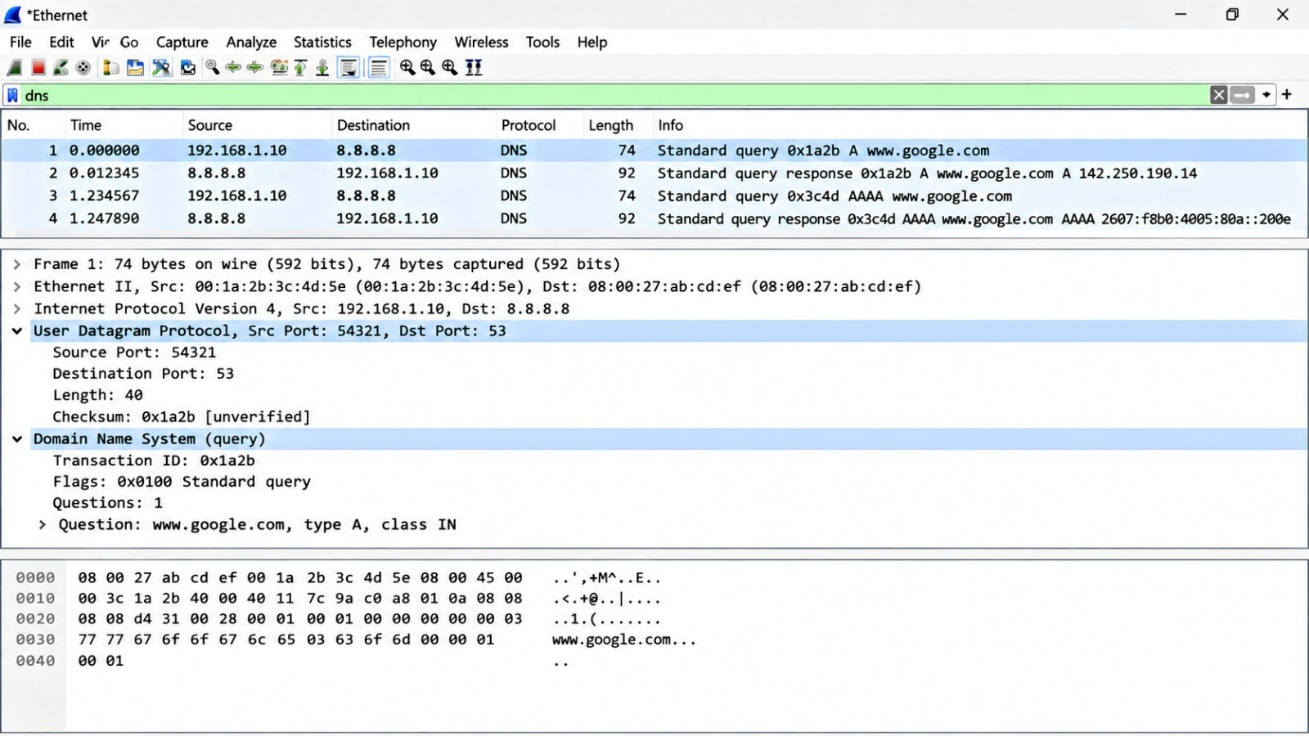 *Ethernet
File Edit Vir Go Capture Analyze Statistics Telephony Wireless Tools Help
dns
No. Time Source Destination Protocol Length Info
1 0.000000 192.168.1.10 8.8.8.8 DNS 74 Standard query 0x1a2b A www.google.com
2 0.012345 8.8.8.8 192.168.1.10 DNS 92 Standard query response 0x1a2b A www.google.com A 142.250.190.14
3 1.234567 192.168.1.10 8.8.8.8 DNS 74 Standard query 0x3c4d AAAA www.google.com
4 1.247890 8.8.8.8 192.168.1.10 DNS 92 Standard query response 0x3c4d AAAA www.google.com AAAA 2607:f8b0:4005:80a::200e
Frame 1: 74 bytes on wire (592 bits), 74 bytes captured (592 bits)
Ethernet II, Src: 00:1a:2b:3c:4d:5e (00:1a:2b:3c:4d:5e), Dst: 08:00:27:ab:cd:ef (08:00:27:ab:cd:ef)
Internet Protocol Version 4, Src: 192.168.1.10, Dst: 8.8.8.8
User Datagram Protocol, Src Port: 54321, Dst Port: 53
Source Port: 54321
Destination Port: 53
Length: 40
Checksum: 0x1a2b [unverified]
Domain Name System (query)
Transaction ID: 0x1a2b
Flags: 0x0100 Standard query
Questions: 1
Question: www.google.com, type A, class IN
0000 08 00 27 ab cd ef 00 1a 2b 3c 4d 5e 08 00 45 00 ..',+M^..E..
0010 00 3c 1a 2b 40 00 40 11 7c 9a c0 a8 01 0a 08 08 .<.+@..|....
0020 08 08 d4 31 00 28 00 01 00 01 00 00 00 00 00 03 ..1.(.......
0030 77 77 67 6f 6f 67 6c 65 03 63 6f 6d 00 00 01 www.google.com...
0040 00 01 ..